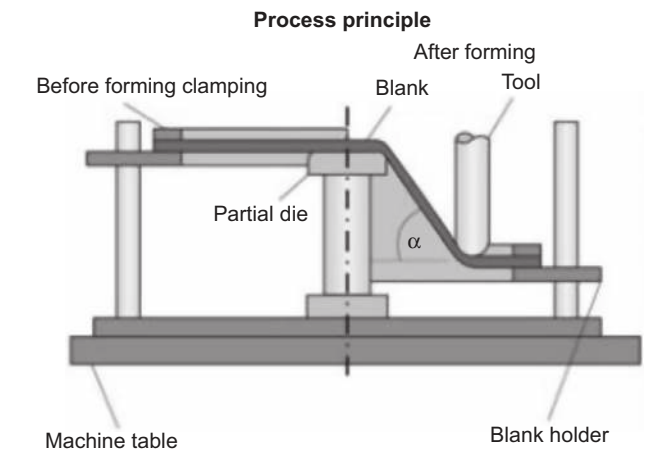 Process principle
After forming
Before forming clamping
Blank
Tool
Partial die
α
Machine table
Blank holder